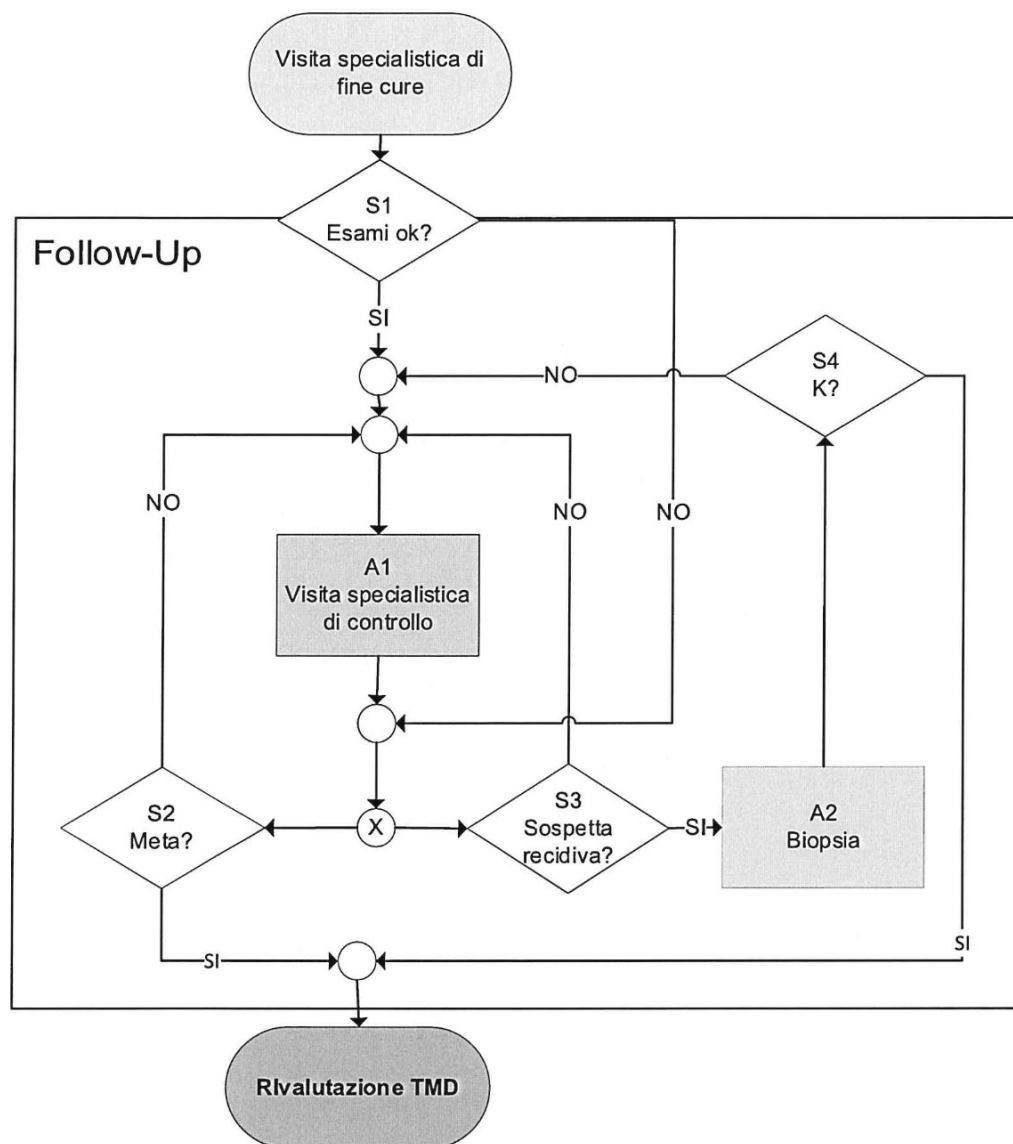 Visita specialistica di
fine cure
S1
Esami ok?
Follow-Up
SI
S4
K?
NO
NO
NO
NO
A1
Visita specialistica
di controllo
S2
Meta?
X
S3
Sospetta
recidiva?
SI
A2
Biopsia
SI
SI
RIvalutazione TMD